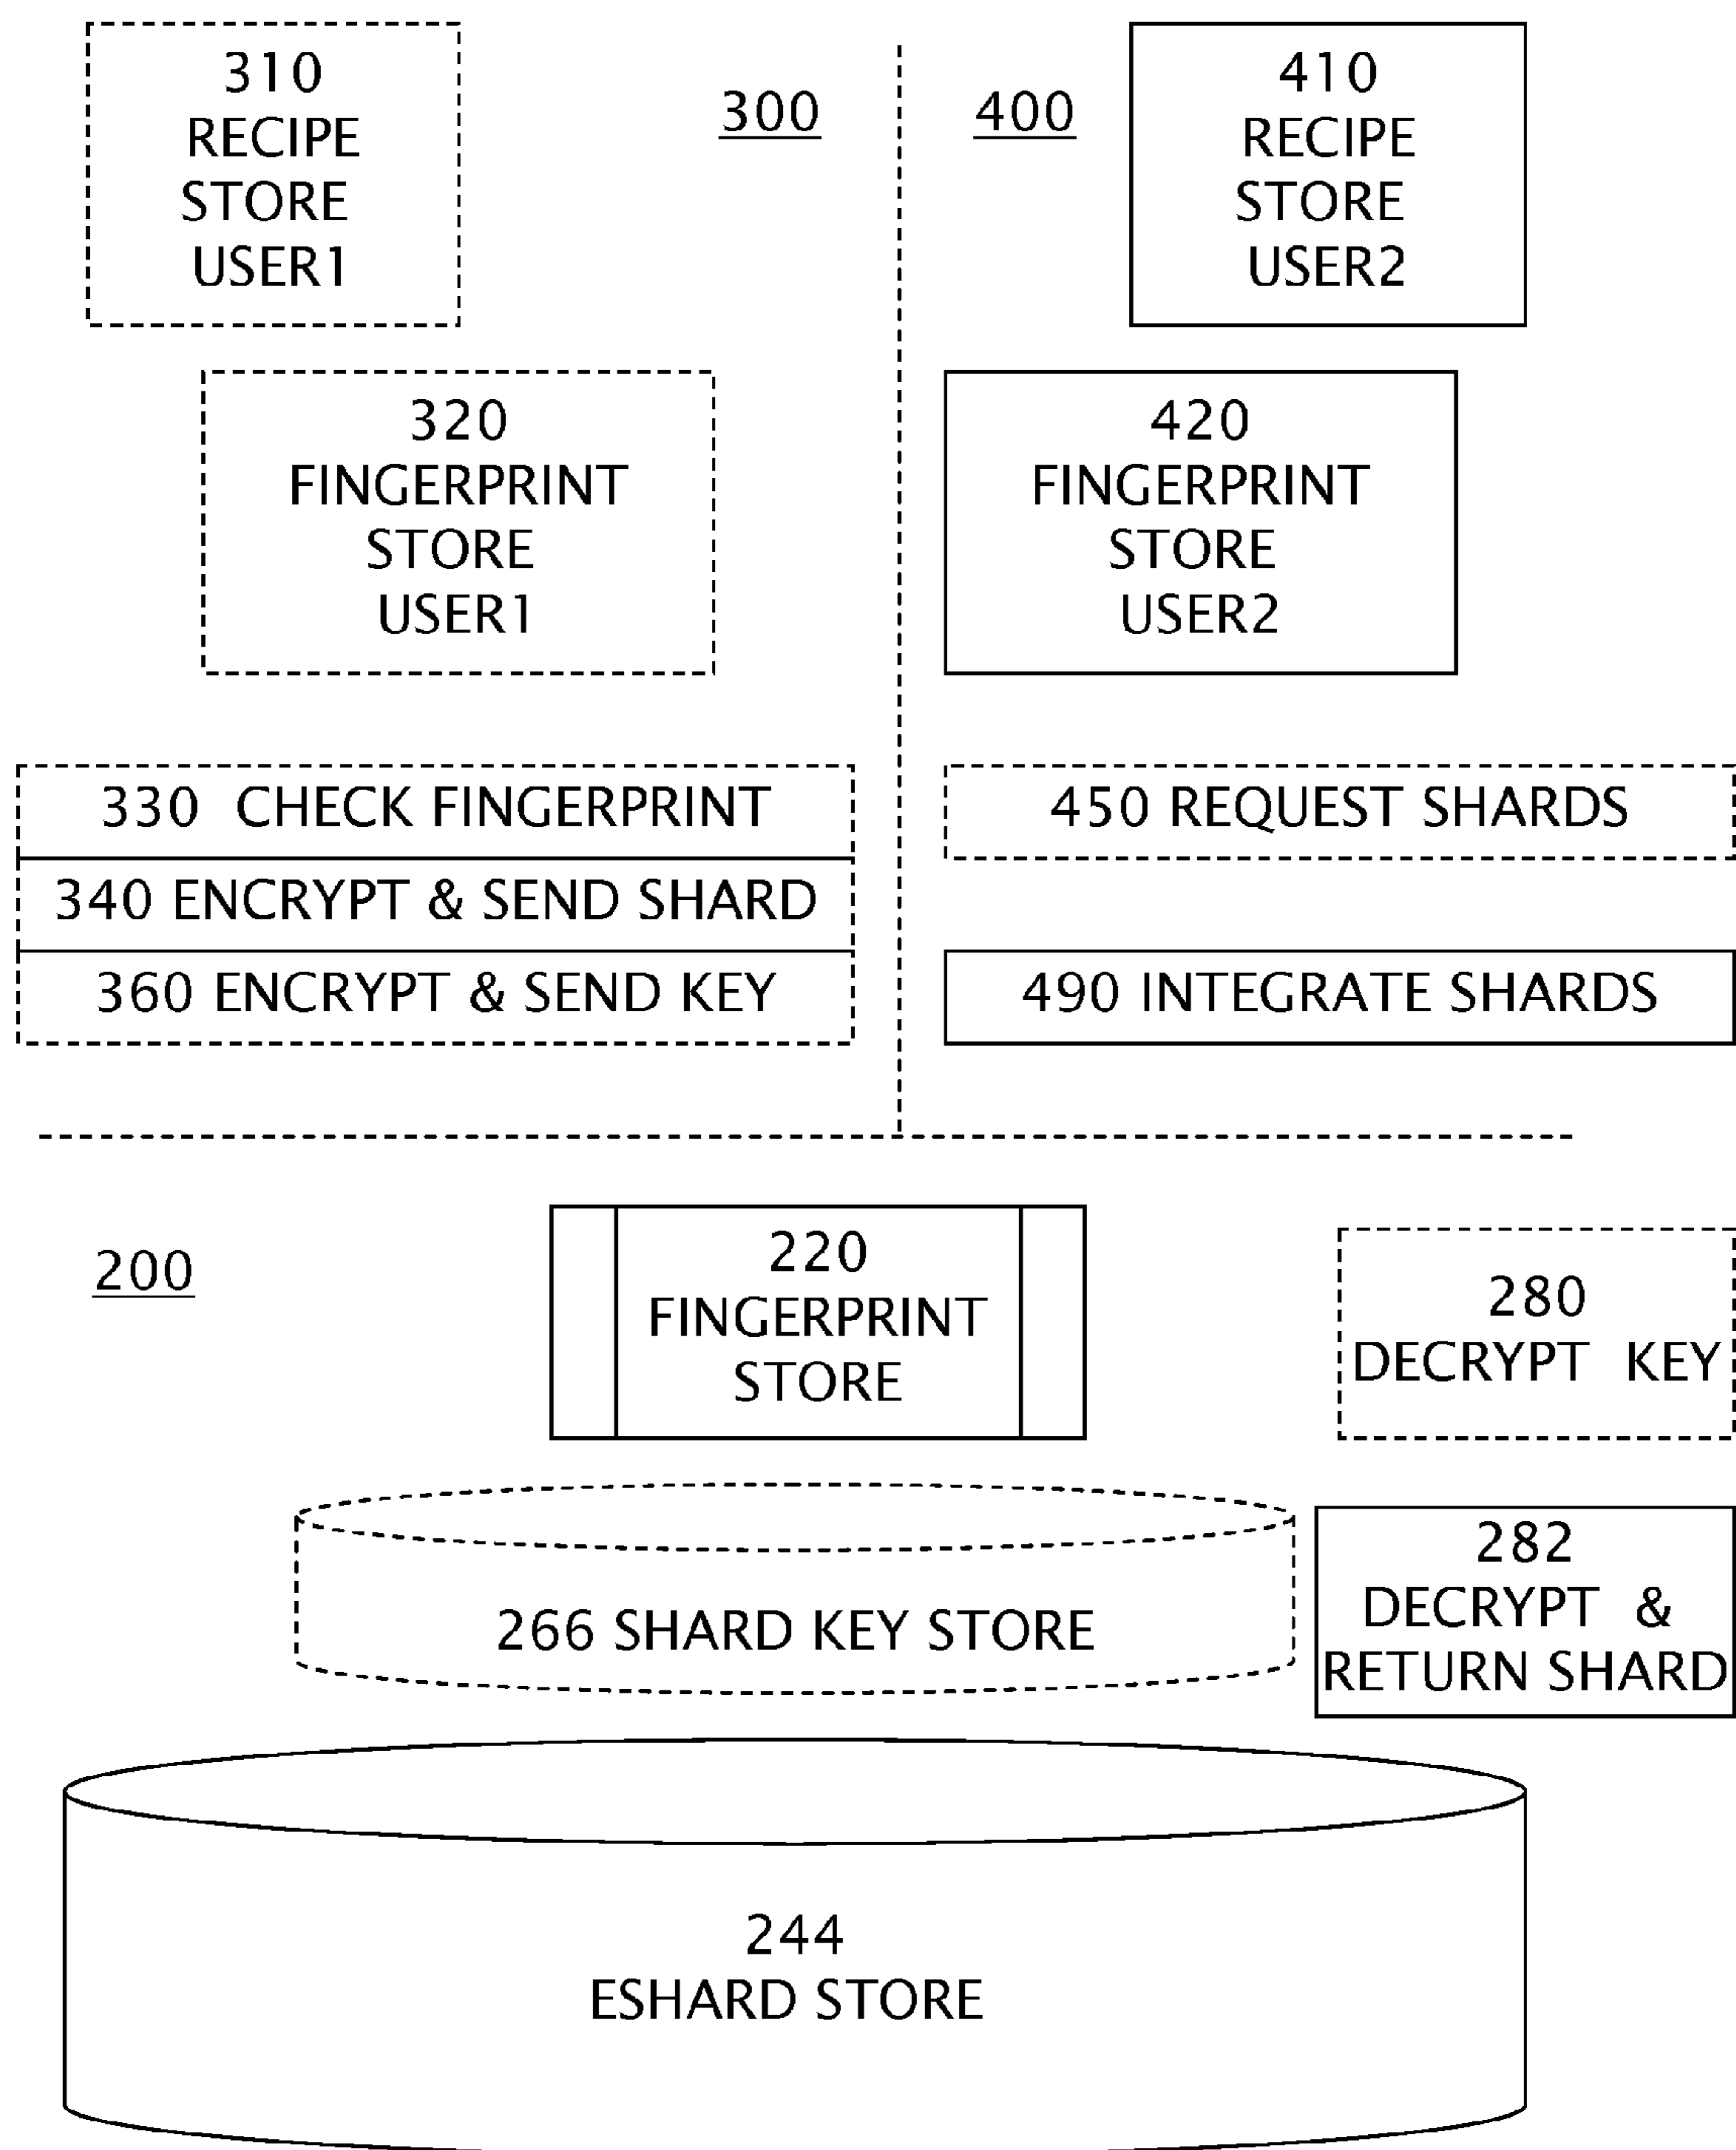 310
RECIPE
STORE
USER1
300
400
410
RECIPE
STORE
USER2
320
FINGERPRINT
STORE
USER1
420
FINGERPRINT
STORE
USER2
330 CHECK FINGERPRINT
340 ENCRYPT & SEND SHARD
360 ENCRYPT & SEND KEY
450 REQUEST SHARDS
490 INTEGRATE SHARDS
200
220
FINGERPRINT
STORE
280
DECRYPT KEY
266 SHARD KEY STORE
282
DECRYPT &
RETURN SHARD
244
ESHARD STORE